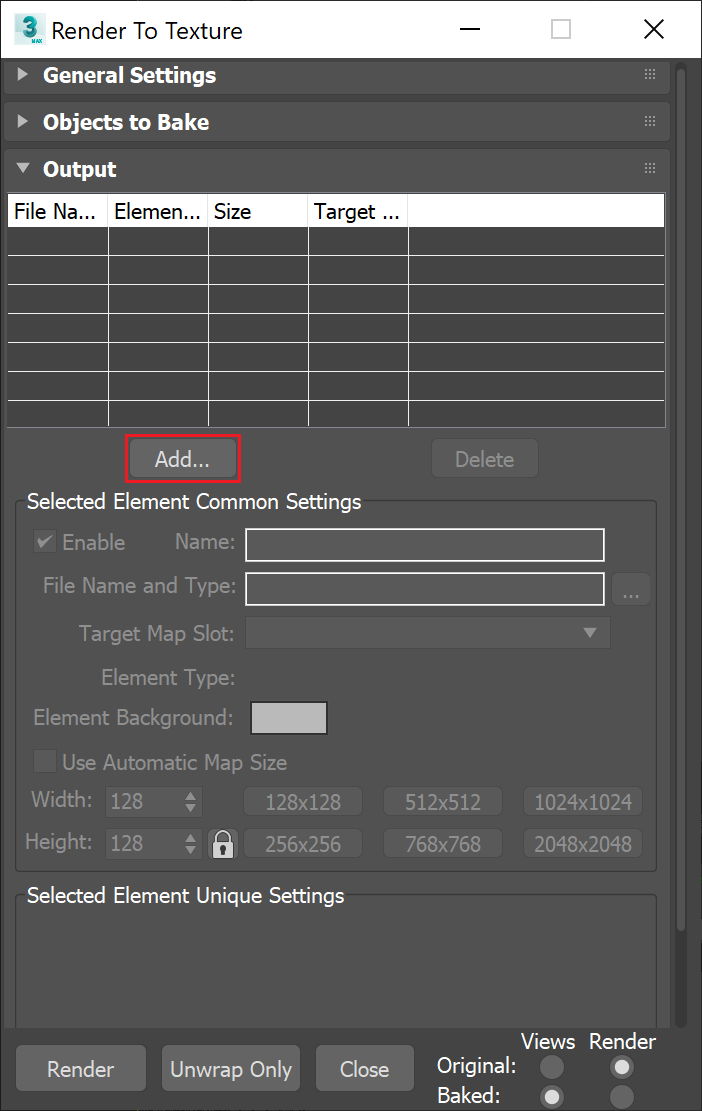 3 MAX Render To Texture
General Settings
Objects to Bake
Output
File Na... Elemen... Size Target ...
Add... Delete
Selected Element Common Settings
Enable Name:
File Name and Type: ...
Target Map Slot:
Element Type:
Element Background:
Use Automatic Map Size
Width: 128 128x128 512x512 1024x1024
Height: 128 256x256 768x768 2048x2048
Selected Element Unique Settings
Views Render
Render Unwrap Only Close Original:
Baked: